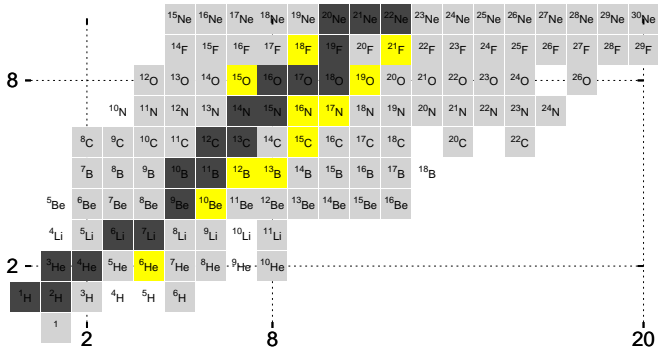 ¹⁵Ne ¹⁶Ne ¹⁷Ne ¹⁸Ne ¹⁹Ne ²⁰Ne ²¹Ne ²²Ne ²³Ne ²⁴Ne ²⁵Ne ²⁶Ne ²⁷Ne ²⁸Ne ²⁹Ne ³⁰Ne
¹⁴F ¹⁵F ¹⁶F ¹⁷F ¹⁸F ¹⁹F ²⁰F ²¹F ²²F ²³F ²⁴F ²⁵F ²⁶F ²⁷F ²⁸F ²⁹F
8 ¹²O ¹³O ¹⁴O ¹⁵O ¹⁶O ¹⁷O ¹⁸O ¹⁹O ²⁰O ²¹O ²²O ²³O ²⁴O ²⁶O
¹⁰N ¹¹N ¹²N ¹³N ¹⁴N ¹⁵N ¹⁶N ¹⁷N ¹⁸N ¹⁹N ²⁰N ²¹N ²²N ²³N ²⁴N
⁸C ⁹C ¹⁰C ¹¹C ¹²C ¹³C ¹⁴C ¹⁵C ¹⁶C ¹⁷C ¹⁸C ²⁰C ²²C
⁷B ⁸B ⁹B ¹⁰B ¹¹B ¹²B ¹³B ¹⁴B ¹⁵B ¹⁶B ¹⁷B ¹⁸B
⁵Be ⁶Be ⁷Be ⁸Be ⁹Be ¹⁰Be ¹¹Be ¹²Be ¹³Be ¹⁴Be ¹⁵Be ¹⁶Be
⁴Li ⁵Li ⁶Li ⁷Li ⁸Li ⁹Li ¹⁰Li ¹¹Li
2 ³He ⁴He ⁵He ⁶He ⁷He ⁸He ⁹He ¹⁰He
¹H ²H ³H ⁴H ⁵H ⁶H
1
2 8 20